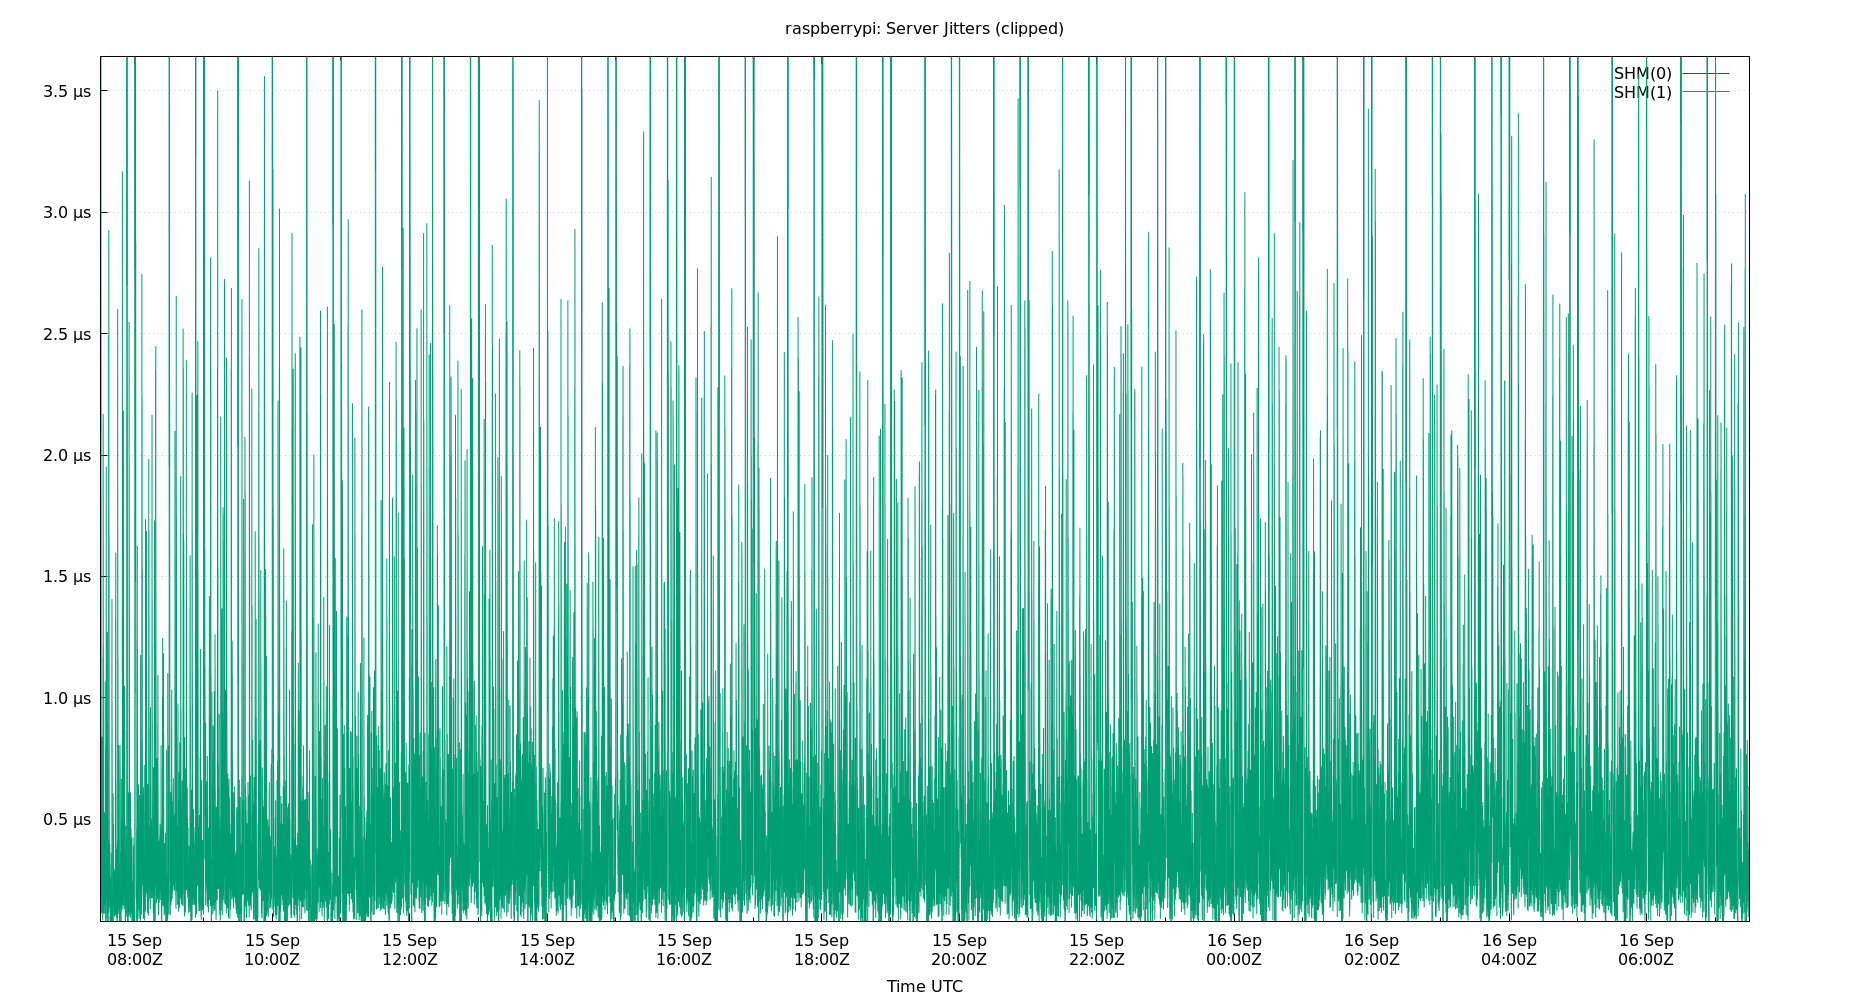 raspberrypi: Server Jitters (clipped)
SHM(0)
SHM(1)
3.5 µs
3.0 µs
2.5 µs
2.0 µs
1.5 µs
1.0 µs
0.5 µs
15 Sep 15 Sep 15 Sep 15 Sep 15 Sep 15 Sep 15 Sep 15 Sep 16 Sep 16 Sep 16 Sep 16 Sep
08:00Z 10:00Z 12:00Z 14:00Z 16:00Z 18:00Z 20:00Z 22:00Z 00:00Z 02:00Z 04:00Z 06:00Z
Time UTC